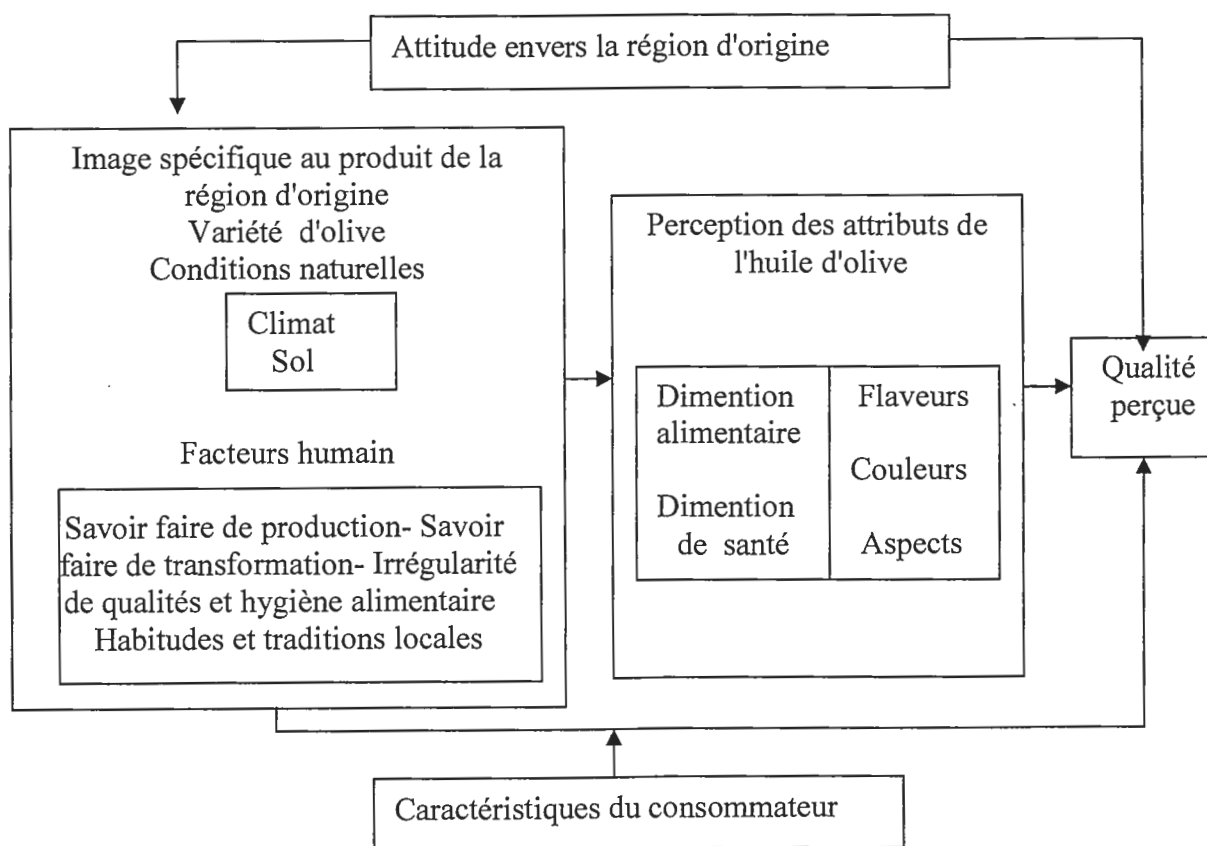 Attitude envers la région d'origine
Image spécifique au produit de la
région d'origine
Variété d'olive
Conditions naturelles
Climat
Sol
Facteurs humain
Savoir faire de production- Savoir
faire de transformation- Irrégularité
de qualités et hygiène alimentaire
Habitudes et traditions locales
Perception des attributs de
l'huile d'olive
Dimention
alimentaire
Dimention
de santé
Flaveurs
Couleurs
Aspects
Qualité
perçue
Caractéristiques du consommateur